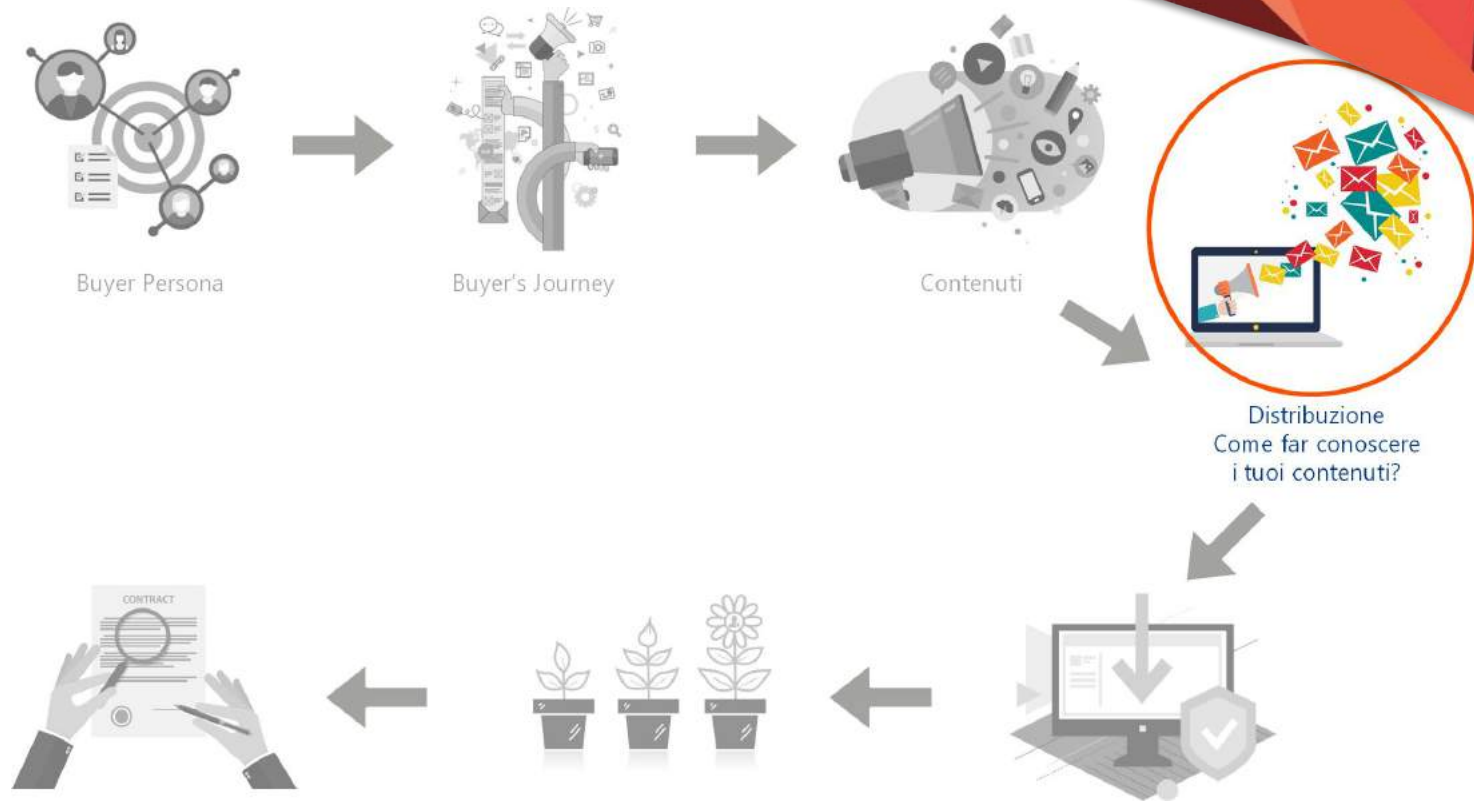 Buyer Persona
Buyer's Journey
Contenuti
Distribuzione
Come far conoscere
i tuoi contenuti?
CONTRACT